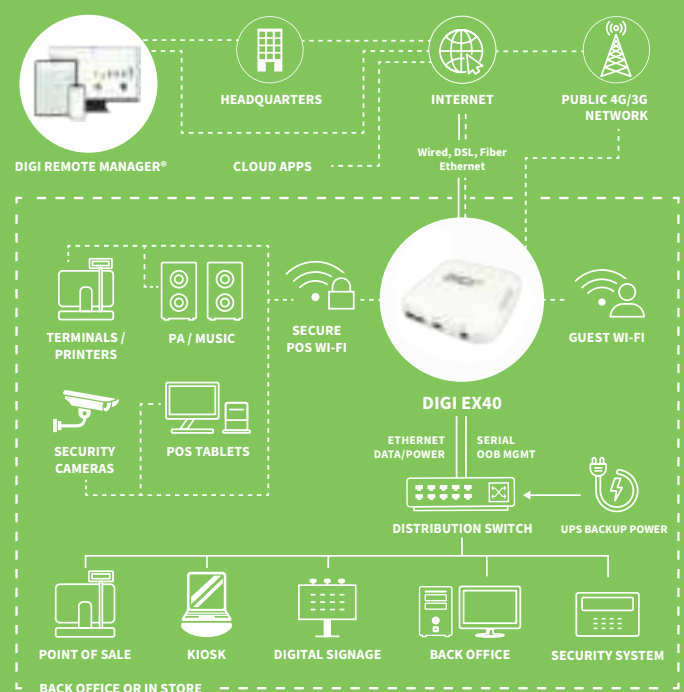 HEADQUARTERS
INTERNET
PUBLIC 4G/3G
NETWORK
DIGI REMOTE MANAGER®
CLOUD APPS
Wired, DSL, Fiber
Ethernet
TERMINALS /
PRINTERS
PA / MUSIC
SECURE
POS WI-FI
GUEST WI-FI
DIGI EX40
SECURITY
CAMERAS
POS TABLETS
ETHERNET
DATA/POWER
SERIAL
OOB MGMT
DISTRIBUTION SWITCH
UPS BACKUP POWER
POINT OF SALE
KIOSK
DIGITAL SIGNAGE
BACK OFFICE
SECURITY SYSTEM
BACK OFFICE OR IN STORE